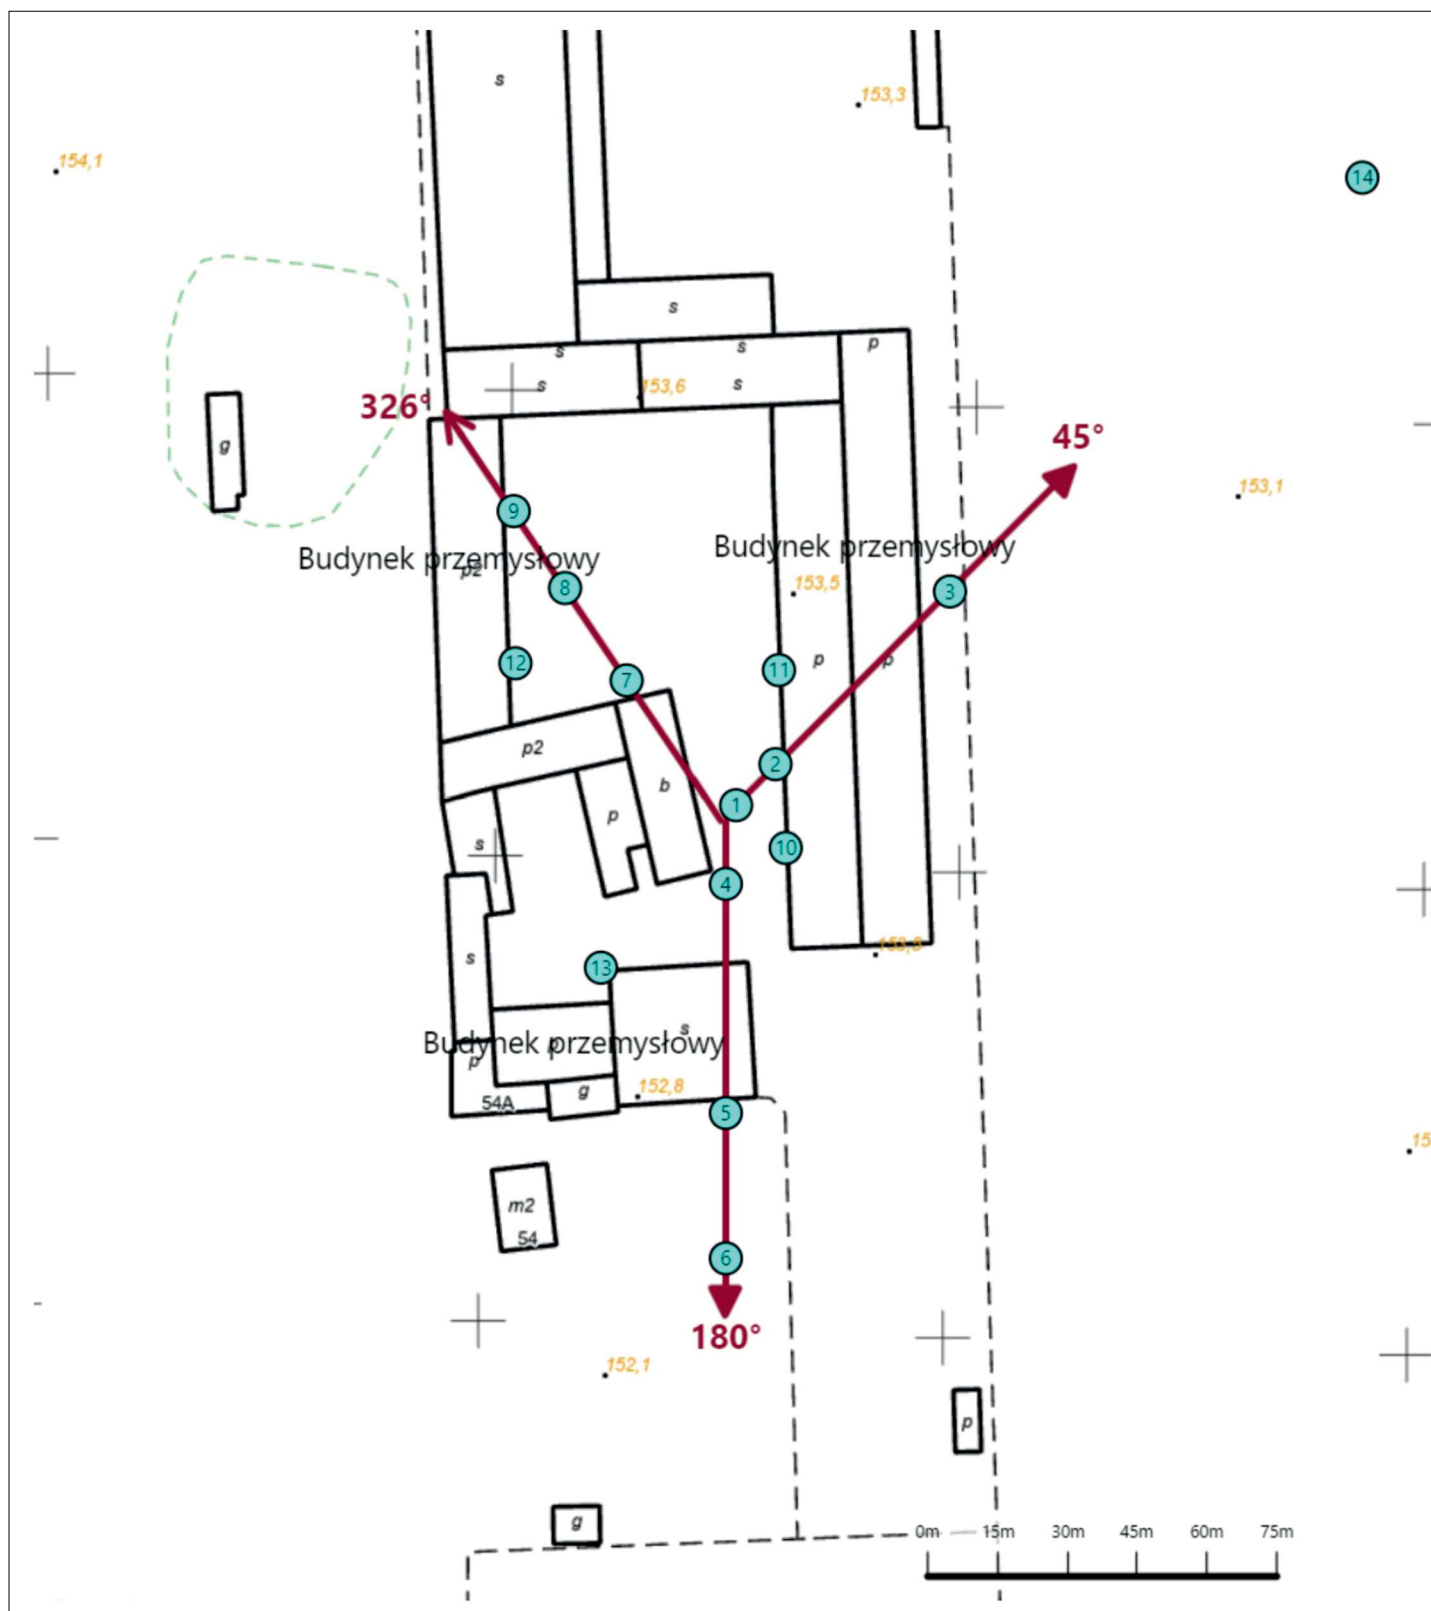 s
153,3
154,1
14
s
s
s
p
s
153,6
s
326°
45°
g
153,1
9
Budynek przemysłowy
Budynek przemysłowy
p2
8
153,5
3
12
11
p
p
7
p2
2
b
1
p
s
10
4
s
13
s
Budynek przemysłowy
p
54A
g
152,8
5
m2
54
6
180°
152,1
p
g
0m 15m 30m 45m 60m 75m